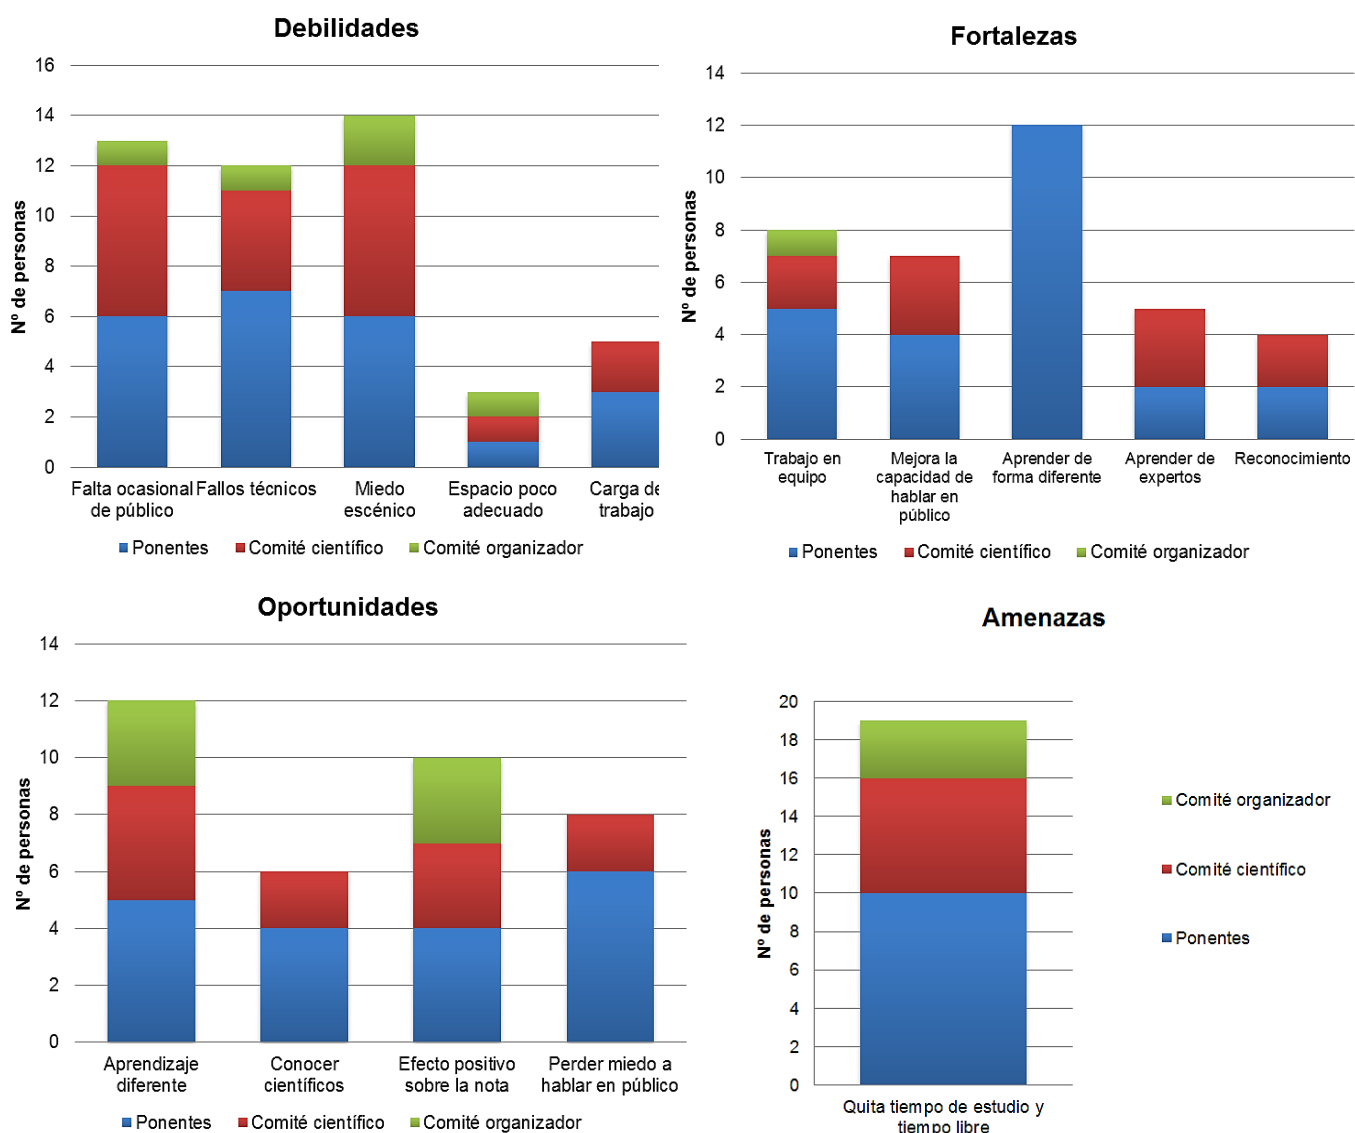 Debilidades
16
14
12
10
8
6
4
2
0
Nº de personas
Falta ocasional
de público
Fallos técnicos
Miedo
escénico
Espacio poco
adecuado
Carga de
trabajo
Ponentes
Comité científico
Comité organizador
Fortalezas
14
12
10
8
6
4
2
0
Nº de personas
Trabajo en
equipo
Mejora la
capacidad de
hablar en
público
Aprender de
forma diferente
Aprender de
expertos
Reconocimiento
Ponentes
Comité científico
Comité organizador
Oportunidades
14
12
10
8
6
4
2
0
Nº de personas
Aprendizaje
diferente
Conocer
científicos
Efecto positivo
sobre la nota
Perder miedo a
hablar en público
Ponentes
Comité científico
Comité organizador
Amenazas
20
18
16
14
12
10
8
6
4
2
0
Nº de personas
Quita tiempo de estudio y
tiempo libre
Comité organizador
Comité científico
Ponentes